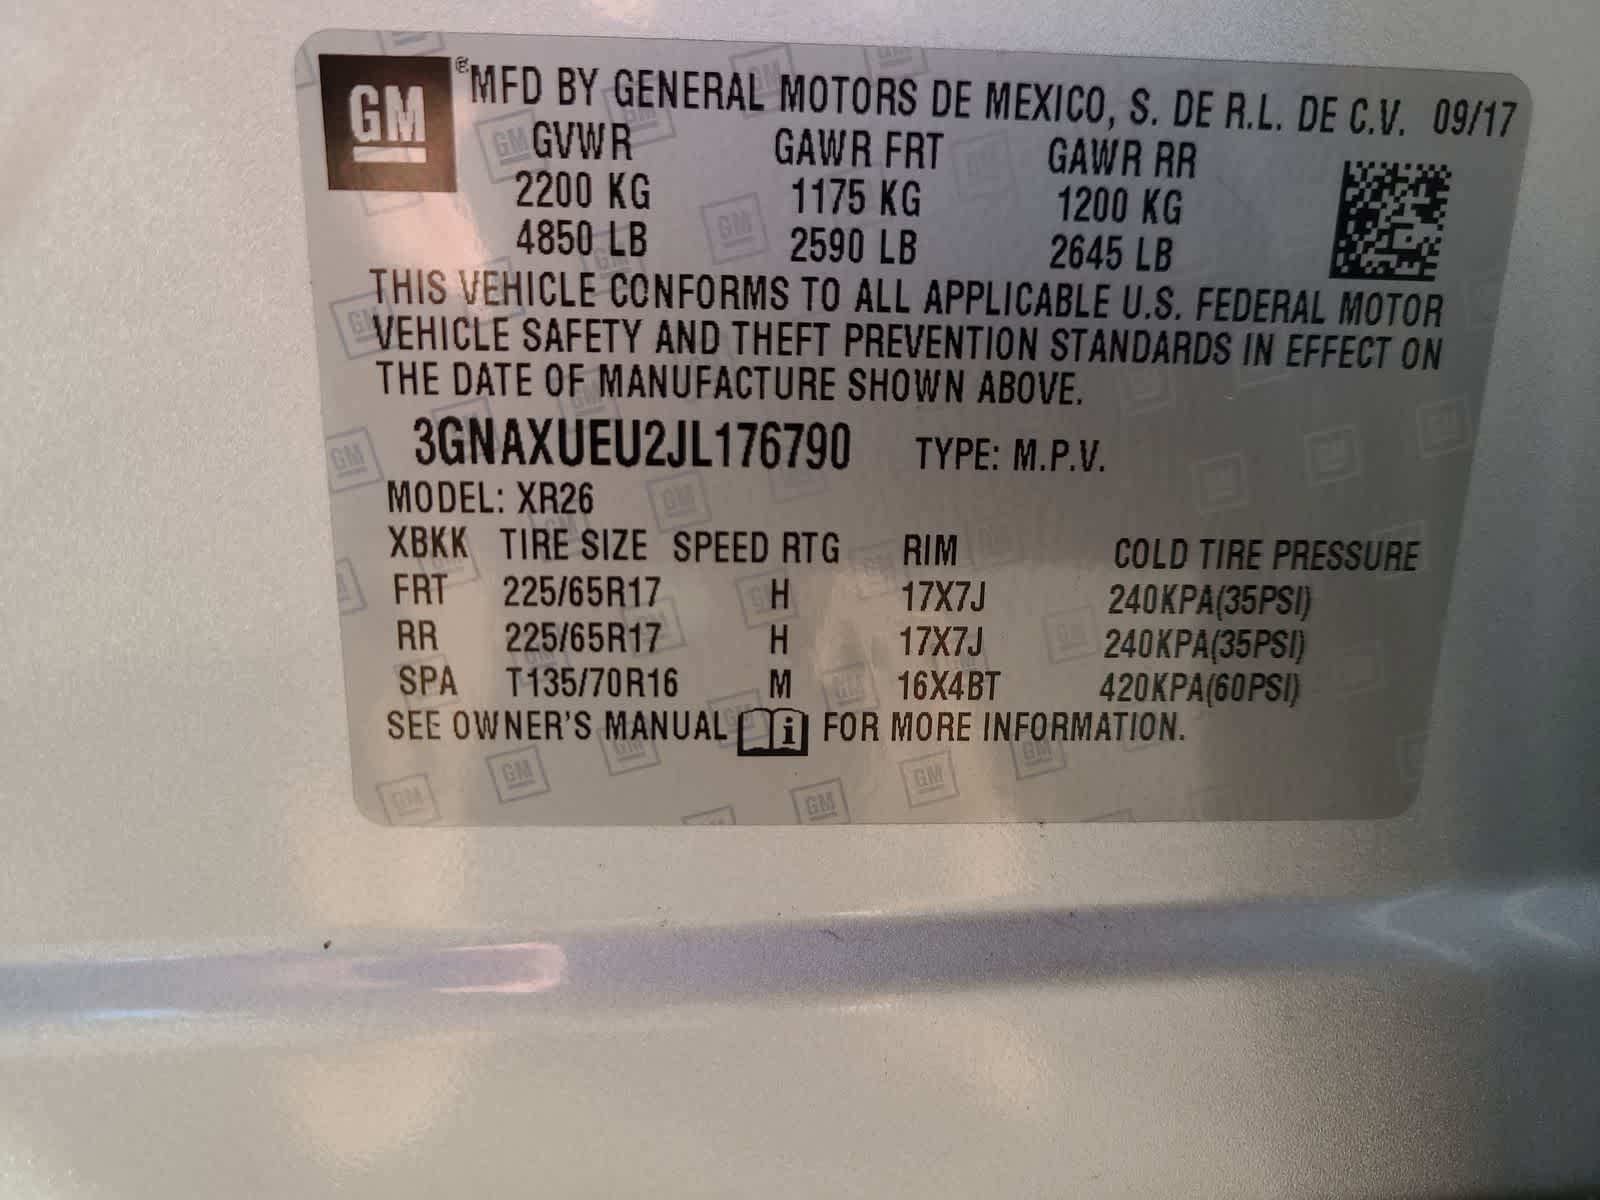 GM ® MFD BY GENERAL MOTORS DE MEXICO, S. DE R.L. DE C.V. 09/17
GVWR GAWR FRT GAWR RR
2200 KG 1175 KG 1200 KG
4850 LB 2590 LB 2645 LB
THIS VEHICLE CONFORMS TO ALL APPLICABLE U.S. FEDERAL MOTOR
VEHICLE SAFETY AND THEFT PREVENTION STANDARDS IN EFFECT ON
THE DATE OF MANUFACTURE SHOWN ABOVE.
3GNAXUEU2JL176790 TYPE: M.P.V.
MODEL: XR26
XBKK TIRE SIZE SPEED RTG RIM COLD TIRE PRESSURE
FRT 225/65R17 H 17X7J 240KPA(35PSI)
RR 225/65R17 H 17X7J 240KPA(35PSI)
SPA T135/70R16 M 16X4BT 420KPA(60PSI)
SEE OWNER'S MANUAL i FOR MORE INFORMATION.